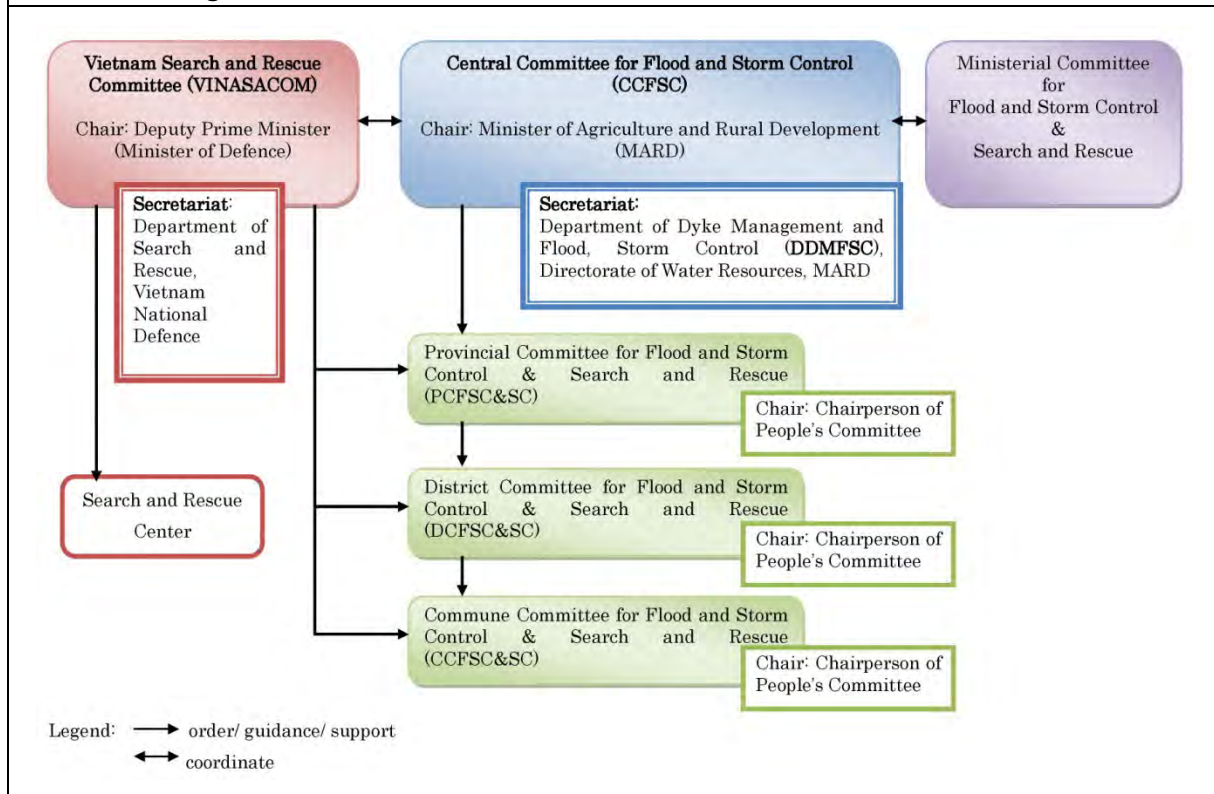 Vietnam Search and Rescue
Committee (VINASACOM)
Chair: Deputy Prime Minister
(Minister of Defence)
Central Committee for Flood and Storm Control
(CCFSC)
Chair: Minister of Agriculture and Rural Development
(MARD)
Ministerial Committee
for
Flood and Storm Control
&
Search and Rescue
Secretariat:
Department of
Search and
Rescue,
Vietnam
National
Defence
Secretariat:
Department of Dyke Management and
Flood, Storm Control (DDMFSC),
Directorate of Water Resources, MARD
Provincial Committee for Flood and Storm
Control & Search and Rescue
(PCFSC&SC)
Chair: Chairperson of
People's Committee
Search and Rescue
Center
District Committee for Flood and Storm
Control & Search and Rescue
(DCFSC&SC)
Chair: Chairperson of
People's Committee
Commune Committee for Flood and Storm
Control & Search and Rescue
(CCFSC&SC)
Chair: Chairperson of
People's Committee
Legend: order/ guidance/ support
coordinate